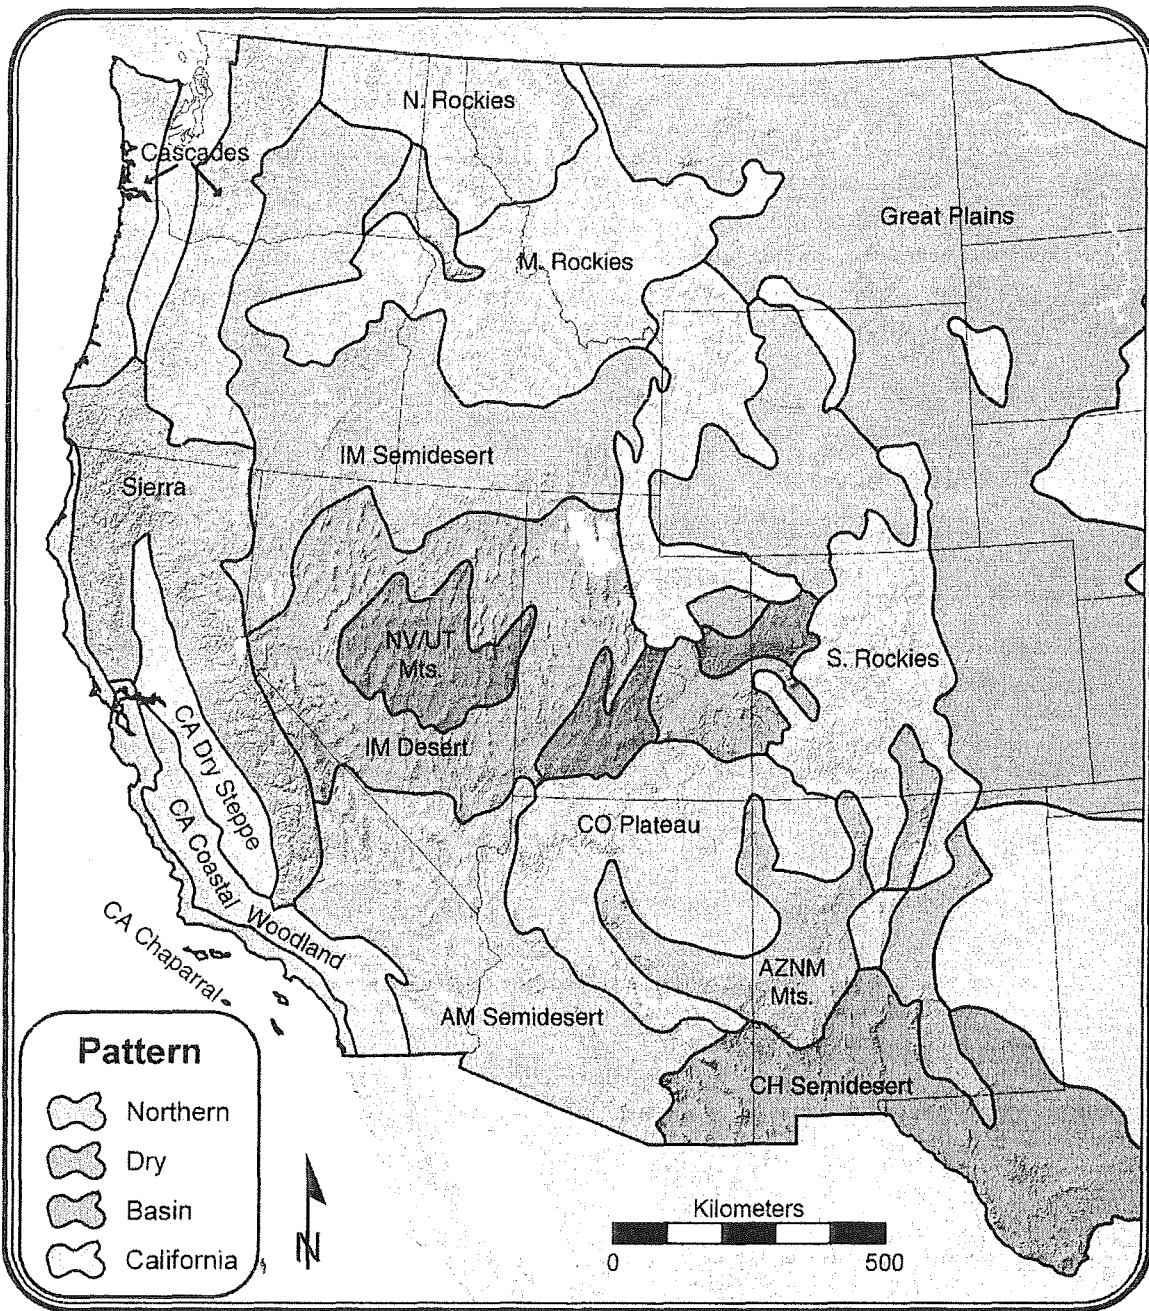 N. Rockies
Cascades
Great Plains
M. Rockies
IM Semidesert
Sierra
NV/UT
Mts.
S. Rockies
CA Dry Steppe
IM Desert
CO Plateau
CA Coastal Woodland
CA Chaparral
AZNM
Mts.
AM Semidesert
CH Semidesert
Pattern
Northern
Dry
Basin
California
N
Kilometers
0 500